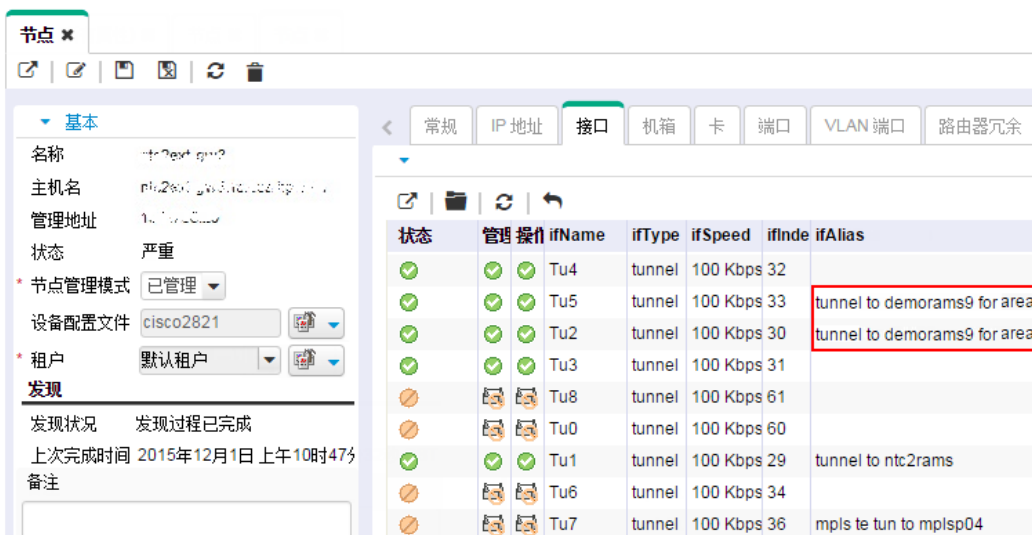 节点
基本
名称
主机名
管理地址
状态 严重
* 节点管理模式 已管理
设备配置文件 cisco2821
* 租户 默认租户
发现
发现状况 发现过程已完成
上次完成时间 2015年12月1日 上午10时47分
备注
常规 IP 地址 接口 机箱 卡 端口 VLAN 端口 路由器冗余
状态 管理 操作 ifName ifType ifSpeed ifInde ifAlias
Tu4 tunnel 100 Kbps 32
Tu5 tunnel 100 Kbps 33 tunnel to demorams9 for area
Tu2 tunnel 100 Kbps 30 tunnel to demorams9 for area
Tu3 tunnel 100 Kbps 31
Tu8 tunnel 100 Kbps 61
Tu0 tunnel 100 Kbps 60
Tu1 tunnel 100 Kbps 29 tunnel to ntc2rams
Tu6 tunnel 100 Kbps 34
Tu7 tunnel 100 Kbps 36 mpls te tun to mplsp04